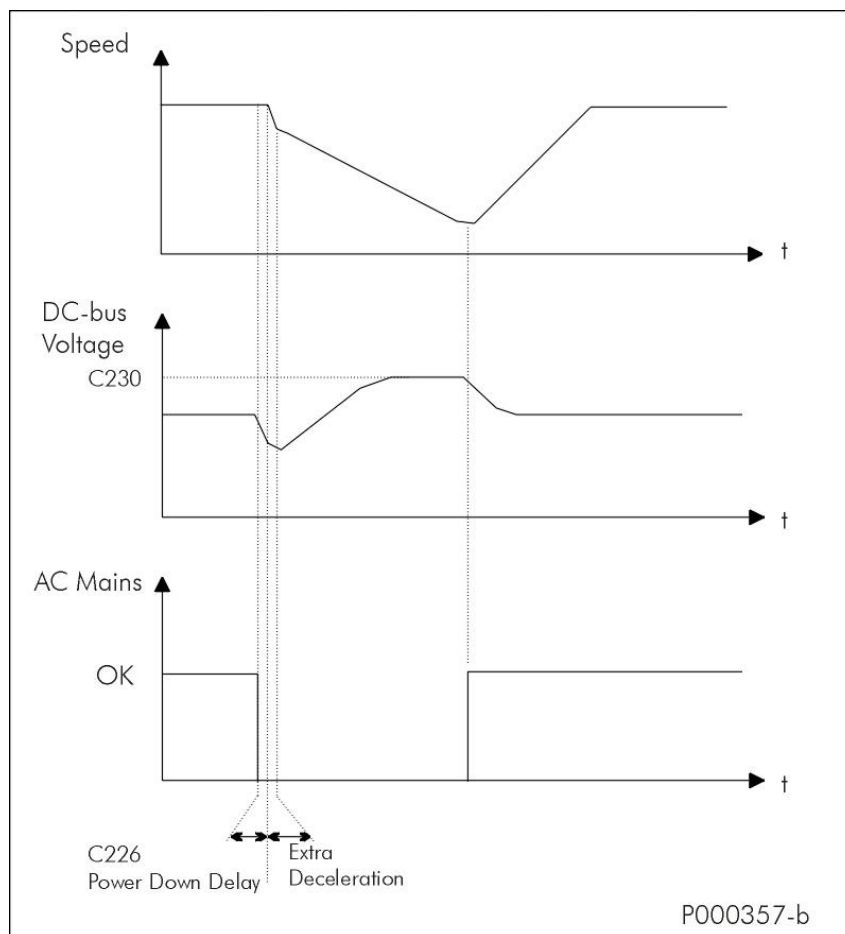 Speed
t
DC-bus
Voltage
C230
t
AC Mains
OK
t
C226
Power Down Delay
Extra
Deceleration
P000357-b